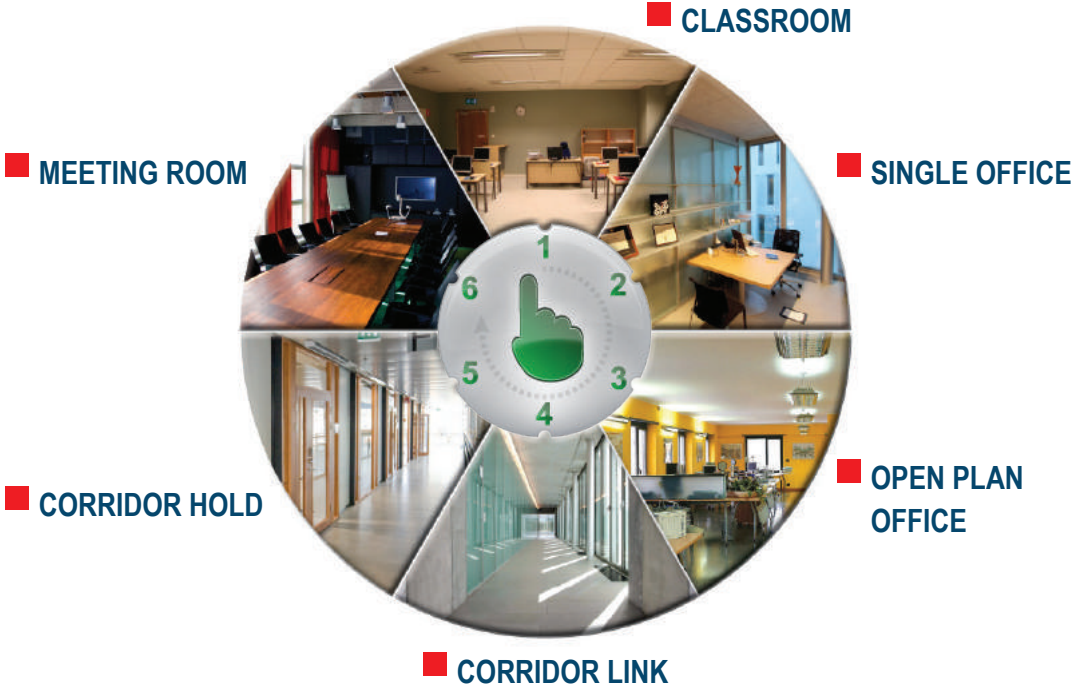 CLASSROOM
MEETING ROOM
SINGLE OFFICE
1
6
2
5
3
4
CORRIDOR HOLD
OPEN PLAN
OFFICE
CORRIDOR LINK